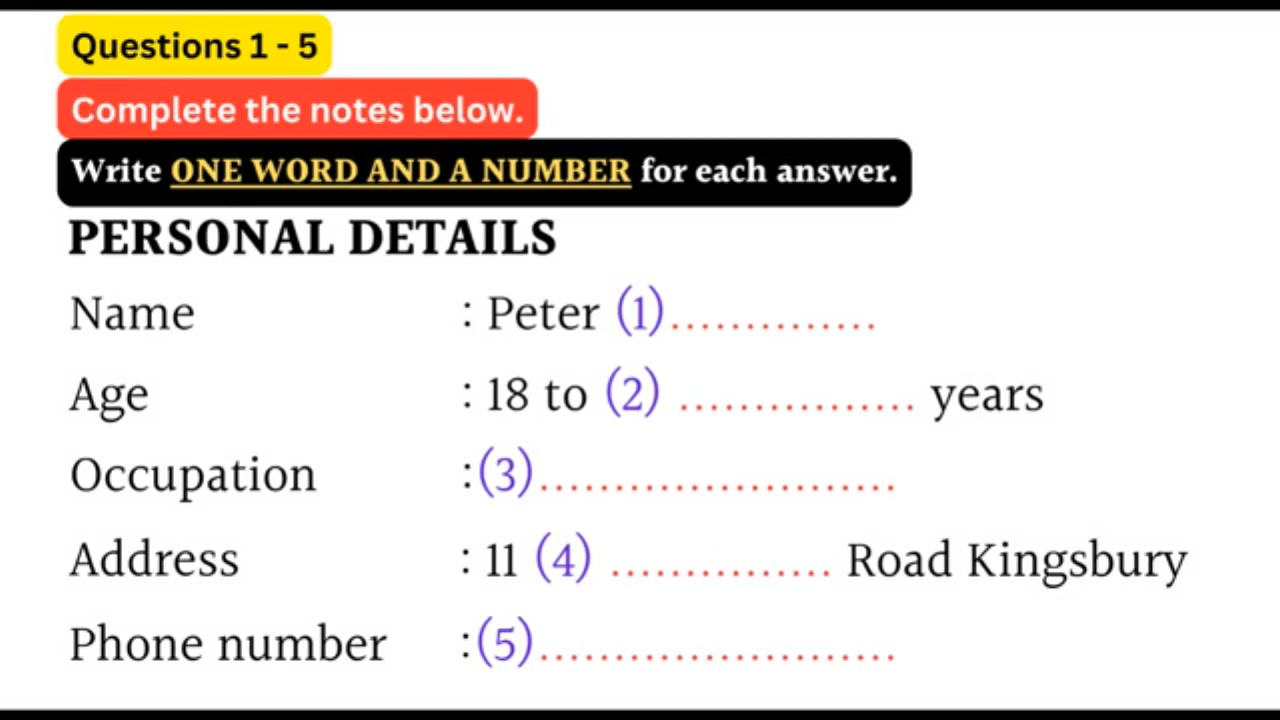 Questions 1 - 5
Complete the notes below.
Write ONE WORD AND A NUMBER for each answer.
PERSONAL DETAILS
Name : Peter (1)..............
Age : 18 to (2) ................ years
Occupation :(3)........................
Address : 11 (4) ............... Road Kingsbury
Phone number :(5)........................